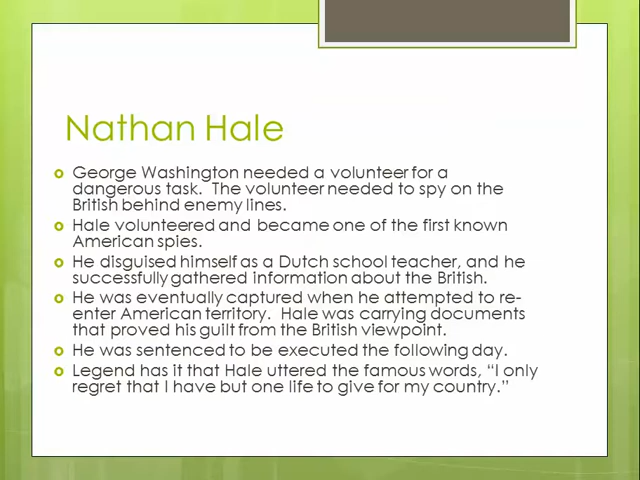 Nathan Hale
George Washington needed a volunteer for a
dangerous task.  The volunteer needed to spy on the
British behind enemy lines.
Hale volunteered and became one of the first known
American spies.
He disguised himself as a Dutch school teacher, and he
successfully gathered information about the British.
He was eventually captured when he attempted to re-
enter American territory.  Hale was carrying documents
that proved his guilt from the British viewpoint.
He was sentenced to be executed the following day.
Legend has it that Hale uttered the famous words, “I only
regret that I have but one life to give for my country.”